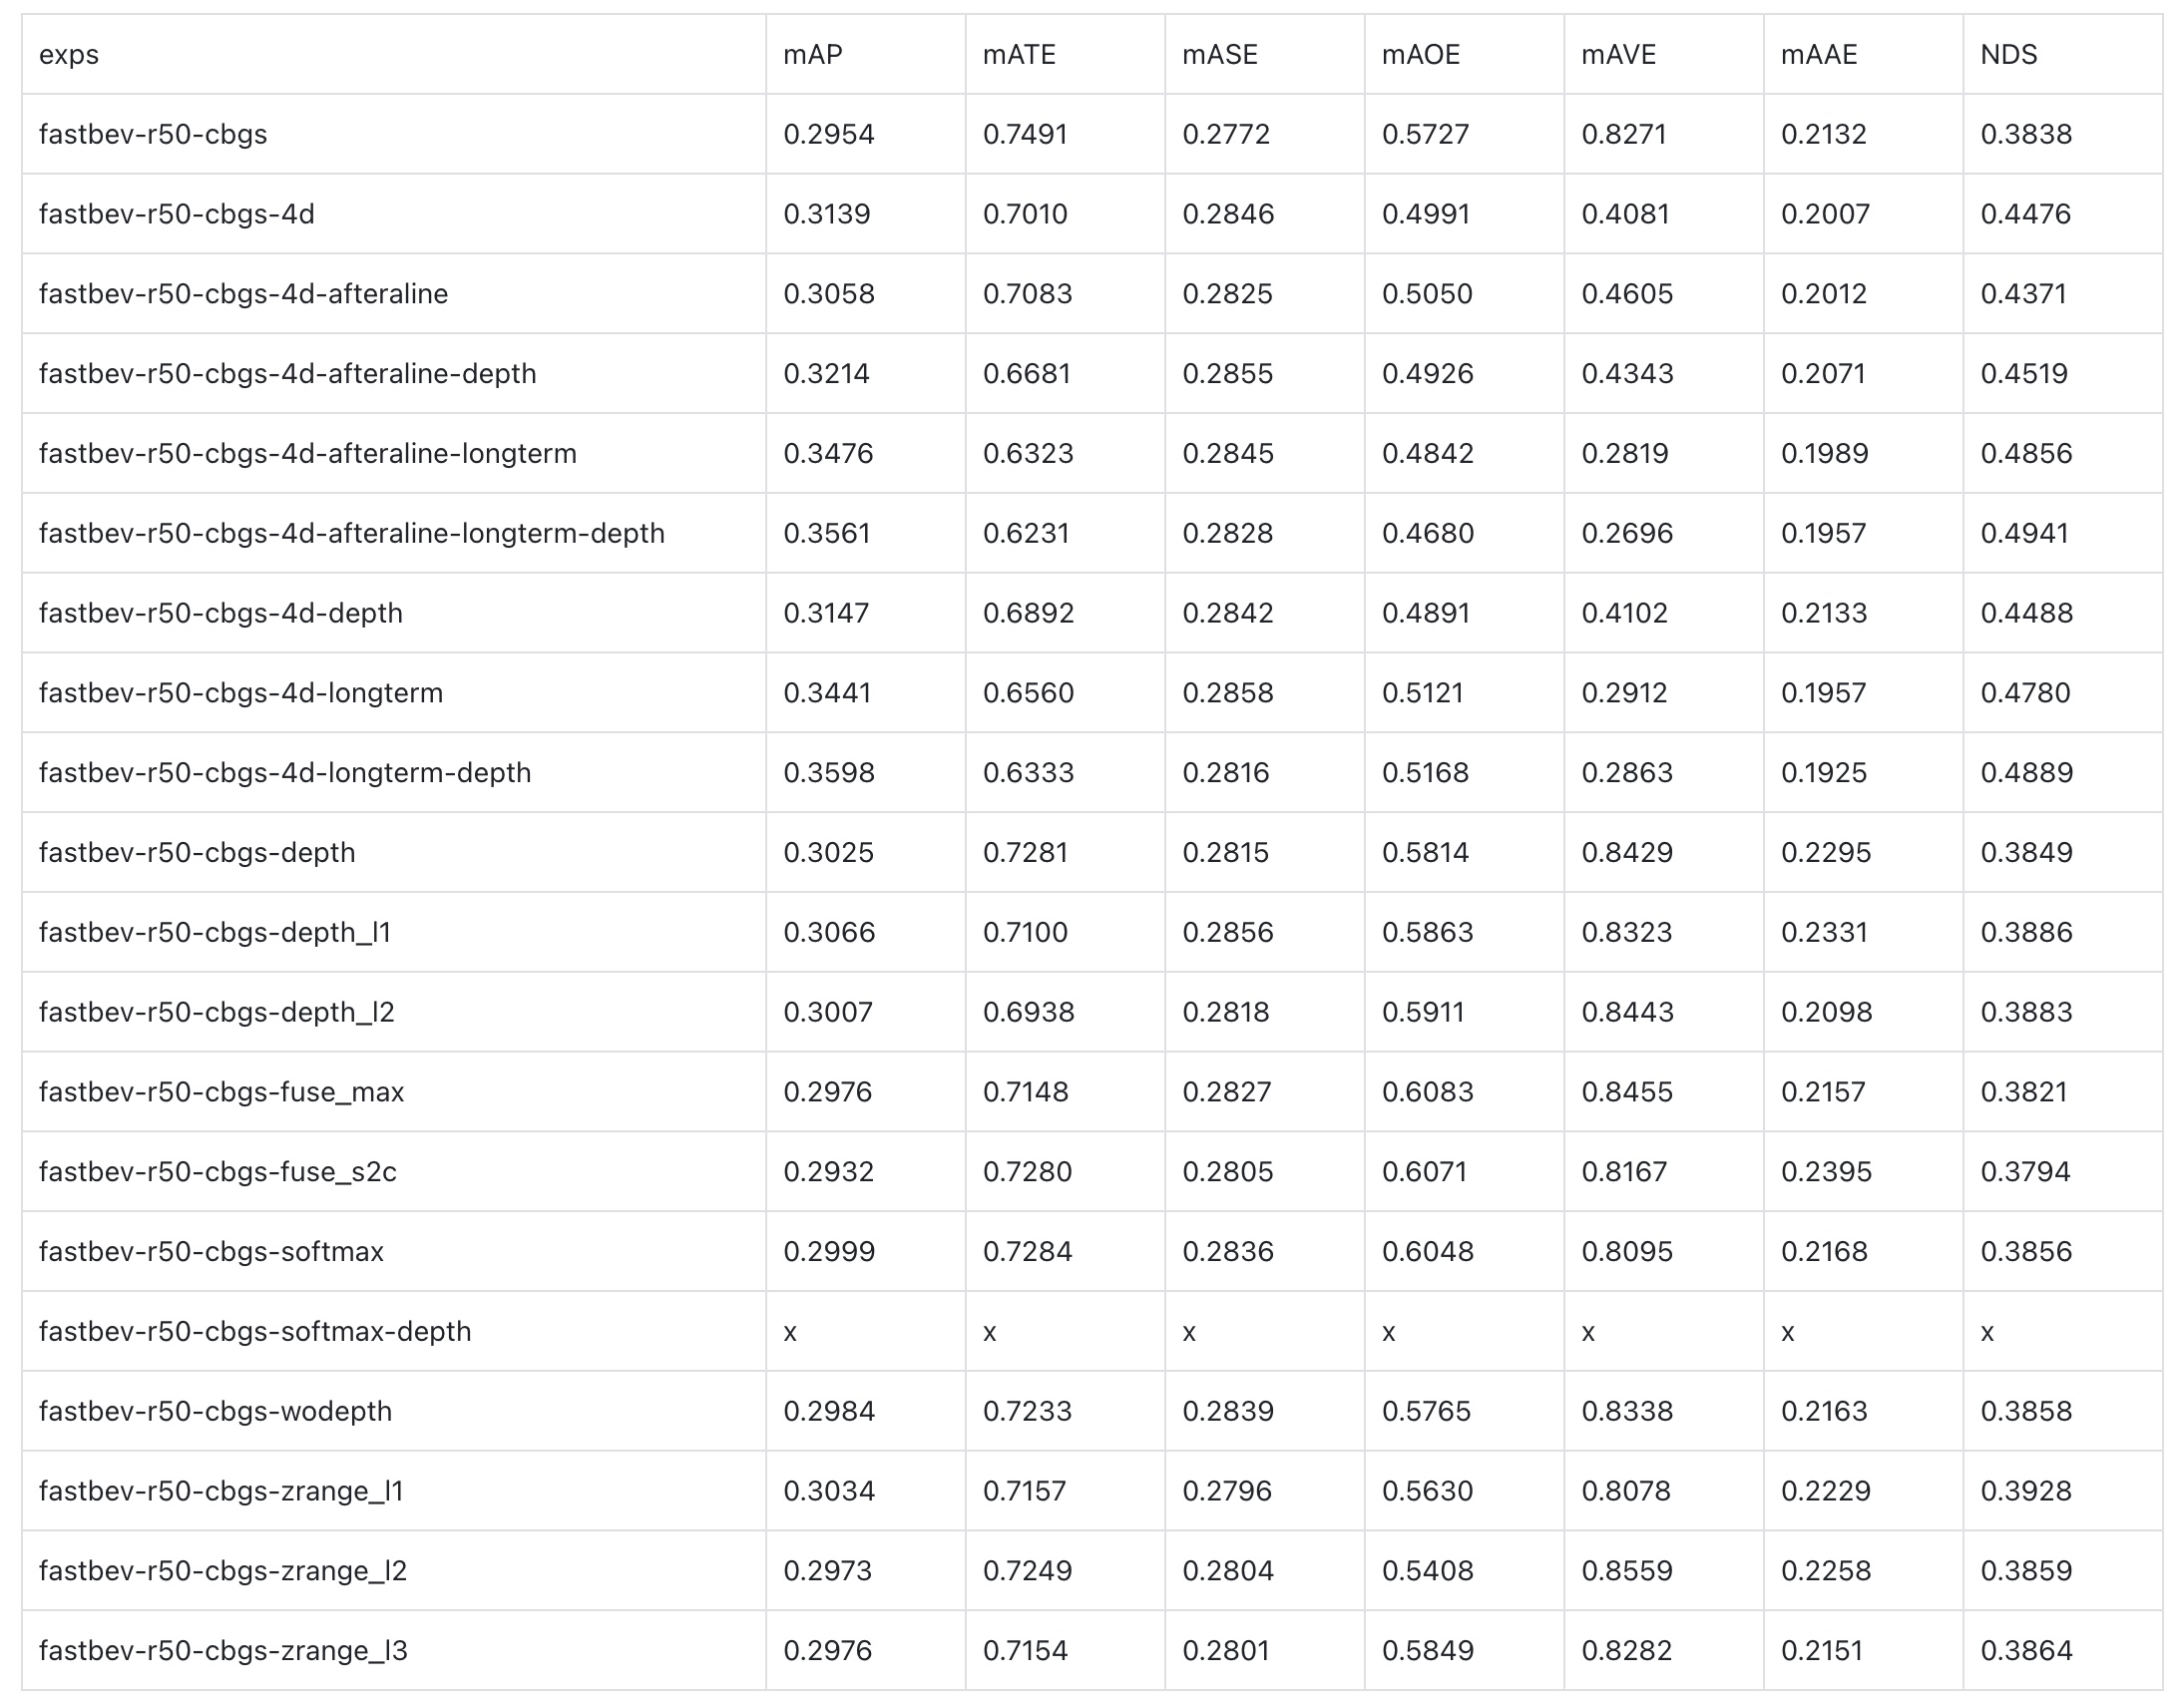 exps mAP mATE mASE mAOE mAVE mAAE NDS
fastbev-r50-cbgs 0.2954 0.7491 0.2772 0.5727 0.8271 0.2132 0.3838
fastbev-r50-cbgs-4d 0.3139 0.7010 0.2846 0.4991 0.4081 0.2007 0.4476
fastbev-r50-cbgs-4d-afteraline 0.3058 0.7083 0.2825 0.5050 0.4605 0.2012 0.4371
fastbev-r50-cbgs-4d-afteraline-depth 0.3214 0.6681 0.2855 0.4926 0.4343 0.2071 0.4519
fastbev-r50-cbgs-4d-afteraline-longterm 0.3476 0.6323 0.2845 0.4842 0.2819 0.1989 0.4856
fastbev-r50-cbgs-4d-afteraline-longterm-depth 0.3561 0.6231 0.2828 0.4680 0.2696 0.1957 0.4941
fastbev-r50-cbgs-4d-depth 0.3147 0.6892 0.2842 0.4891 0.4102 0.2133 0.4488
fastbev-r50-cbgs-4d-longterm 0.3441 0.6560 0.2858 0.5121 0.2912 0.1957 0.4780
fastbev-r50-cbgs-4d-longterm-depth 0.3598 0.6333 0.2816 0.5168 0.2863 0.1925 0.4889
fastbev-r50-cbgs-depth 0.3025 0.7281 0.2815 0.5814 0.8429 0.2295 0.3849
fastbev-r50-cbgs-depth_l1 0.3066 0.7100 0.2856 0.5863 0.8323 0.2331 0.3886
fastbev-r50-cbgs-depth_l2 0.3007 0.6938 0.2818 0.5911 0.8443 0.2098 0.3883
fastbev-r50-cbgs-fuse_max 0.2976 0.7148 0.2827 0.6083 0.8455 0.2157 0.3821
fastbev-r50-cbgs-fuse_s2c 0.2932 0.7280 0.2805 0.6071 0.8167 0.2395 0.3794
fastbev-r50-cbgs-softmax 0.2999 0.7284 0.2836 0.6048 0.8095 0.2168 0.3856
fastbev-r50-cbgs-softmax-depth x x x x x x x
fastbev-r50-cbgs-wodepth 0.2984 0.7233 0.2839 0.5765 0.8338 0.2163 0.3858
fastbev-r50-cbgs-zrange_l1 0.3034 0.7157 0.2796 0.5630 0.8078 0.2229 0.3928
fastbev-r50-cbgs-zrange_l2 0.2973 0.7249 0.2804 0.5408 0.8559 0.2258 0.3859
fastbev-r50-cbgs-zrange_l3 0.2976 0.7154 0.2801 0.5849 0.8282 0.2151 0.3864